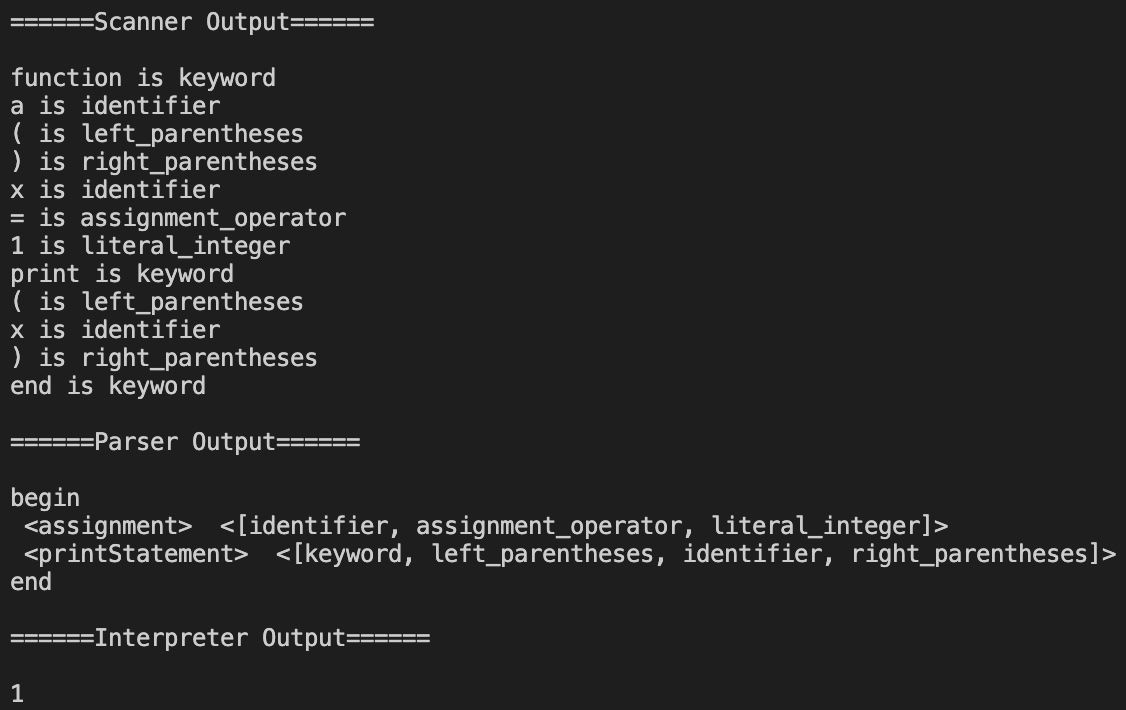 ======Scanner Output======
function is keyword
a is identifier
( is left_parentheses
) is right_parentheses
x is identifier
= is assignment_operator
1 is literal_integer
print is keyword
( is left_parentheses
x is identifier
) is right_parentheses
end is keyword
======Parser Output======
begin
 <assignment>  <[identifier, assignment_operator, literal_integer]>
 <printStatement>  <[keyword, left_parentheses, identifier, right_parentheses]>
end
======Interpreter Output======
1